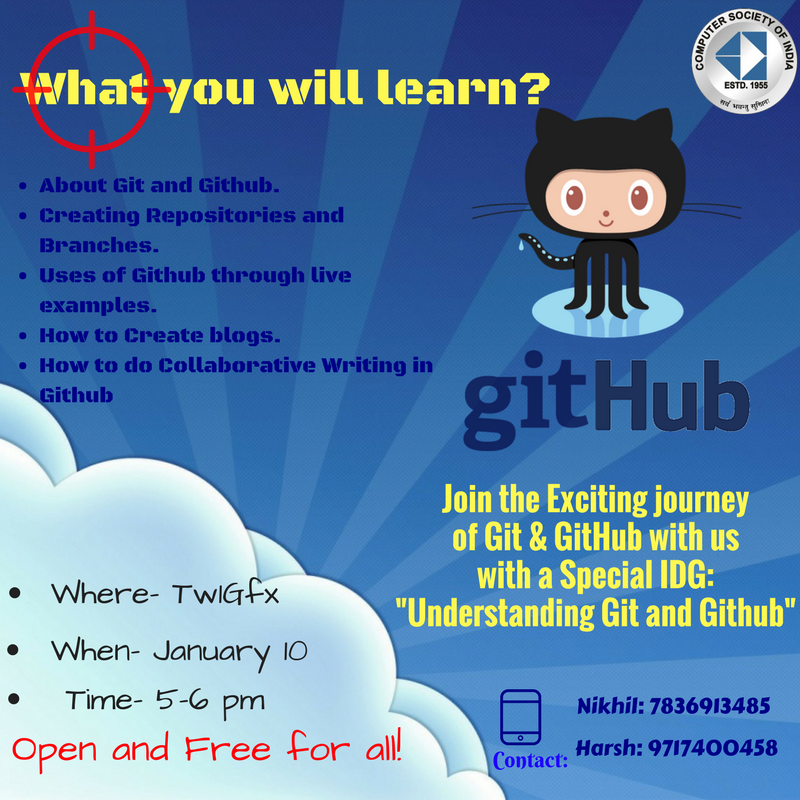 COMPUTER SOCIETY OF INDIA
ESTD. 1955
सर्वे भवन्तु सुखिनः
What you will learn?
• About Git and Github.
• Creating Repositories and
Branches.
• Uses of Github through live
examples.
• How to Create blogs.
• How to do Collaborative Writing in
Github
gitHub
Join the Exciting journey
of Git & GitHub with us
with a Special IDG:
"Understanding Git and Github"
• Where- TW1Gfx
• When- January 10
• Time- 5-6 pm
Open and Free for all!
Contact:
Nikhil: 7836913485
Harsh: 9717400458